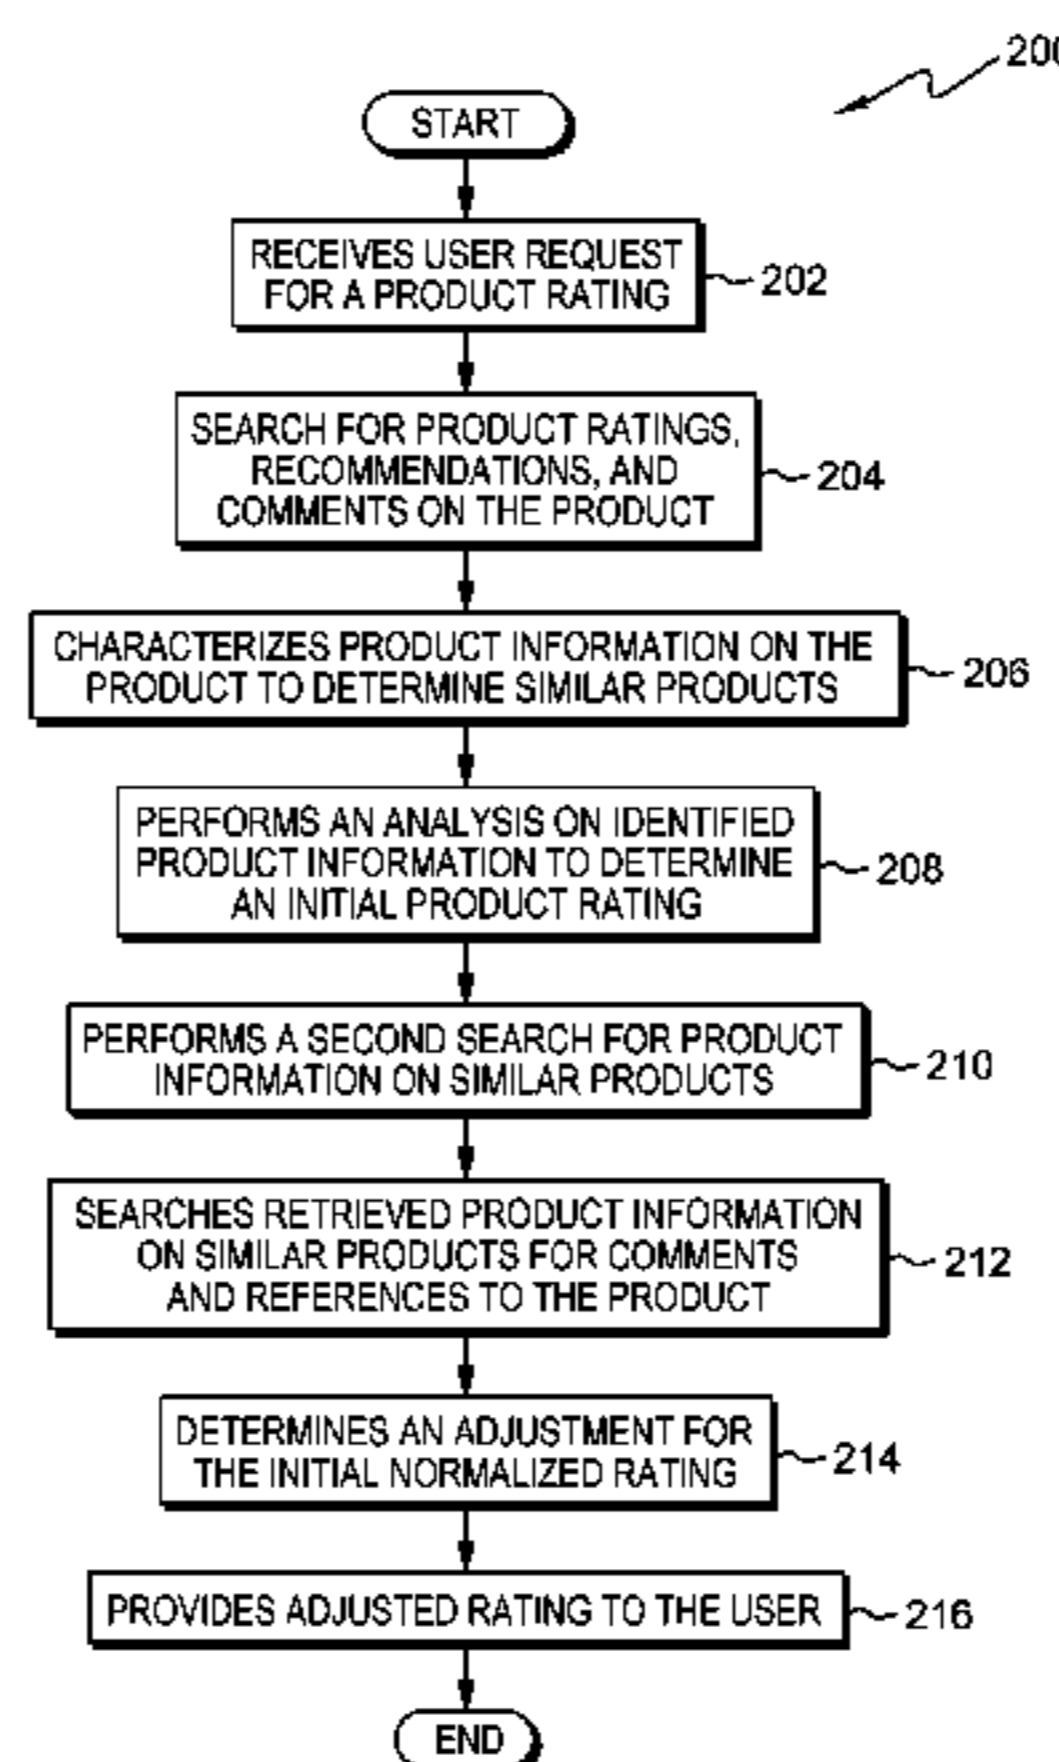 200
START
RECEIVES USER REQUEST
FOR A PRODUCT RATING
202
SEARCH FOR PRODUCT RATINGS,
RECOMMENDATIONS, AND
COMMENTS ON THE PRODUCT
204
CHARACTERIZES PRODUCT INFORMATION ON THE
PRODUCT TO DETERMINE SIMILAR PRODUCTS
206
PERFORMS AN ANALYSIS ON IDENTIFIED
PRODUCT INFORMATION TO DETERMINE
AN INITIAL PRODUCT RATING
208
PERFORMS A SECOND SEARCH FOR PRODUCT
INFORMATION ON SIMILAR PRODUCTS
210
SEARCHES RETRIEVED PRODUCT INFORMATION
ON SIMILAR PRODUCTS FOR COMMENTS
AND REFERENCES TO THE PRODUCT
212
DETERMINES AN ADJUSTMENT FOR
THE INITIAL NORMALIZED RATING
214
PROVIDES ADJUSTED RATING TO THE USER
216
END